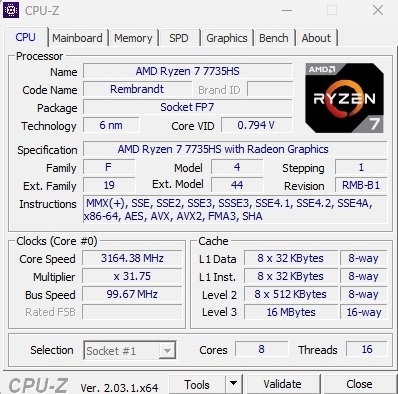 CPU-Z
CPU Mainboard Memory SPD Graphics Bench About
Processor
Name AMD Ryzen 7 7735HS
Code Name Rembrandt Brand ID
Package Socket FP7
Technology 6 nm Core VID 0.794 V
AMD
RYZEN
7
Specification AMD Ryzen 7 7735HS with Radeon Graphics
Family F Model 4 Stepping 1
Ext. Family 19 Ext. Model 44 Revision RMB-B1
Instructions MMX(+), SSE, SSE2, SSE3, SSSE3, SSE4.1, SSE4.2, SSE4A,
x86-64, AES, AVX, AVX2, FMA3, SHA
Clocks (Core #0)
Core Speed 3164.38 MHz
Multiplier x 31.75
Bus Speed 99.67 MHz
Rated FSB
Cache
L1 Data 8 x 32 KBytes 8-way
L1 Inst. 8 x 32 KBytes 8-way
Level 2 8 x 512 KBytes 8-way
Level 3 16 MBytes 16-way
Selection Socket #1 Cores 8 Threads 16
CPU-Z Ver. 2.03.1.x64 Tools Validate Close